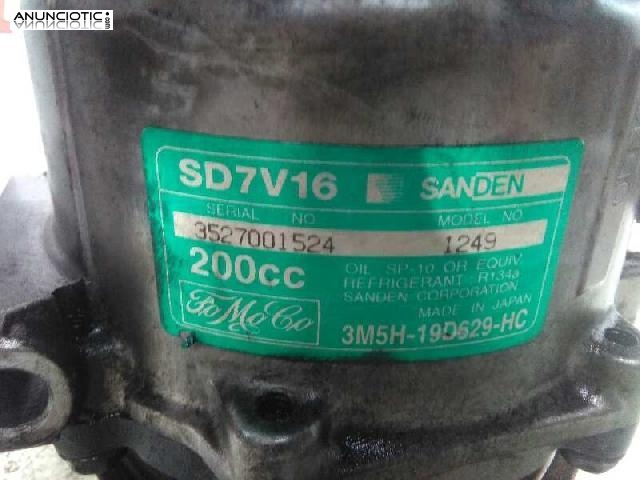 ANUNCIOTIC.com
SD7V16 SANDEN
SERIAL NO MODEL NO
3527001524 1249
200cc OIL SP-10 OR EQUIV.
REFRIGERANT R134a
SANDEN CORPORATION
MADE IN JAPAN
FoMoCo 3M5H-19D629-HC